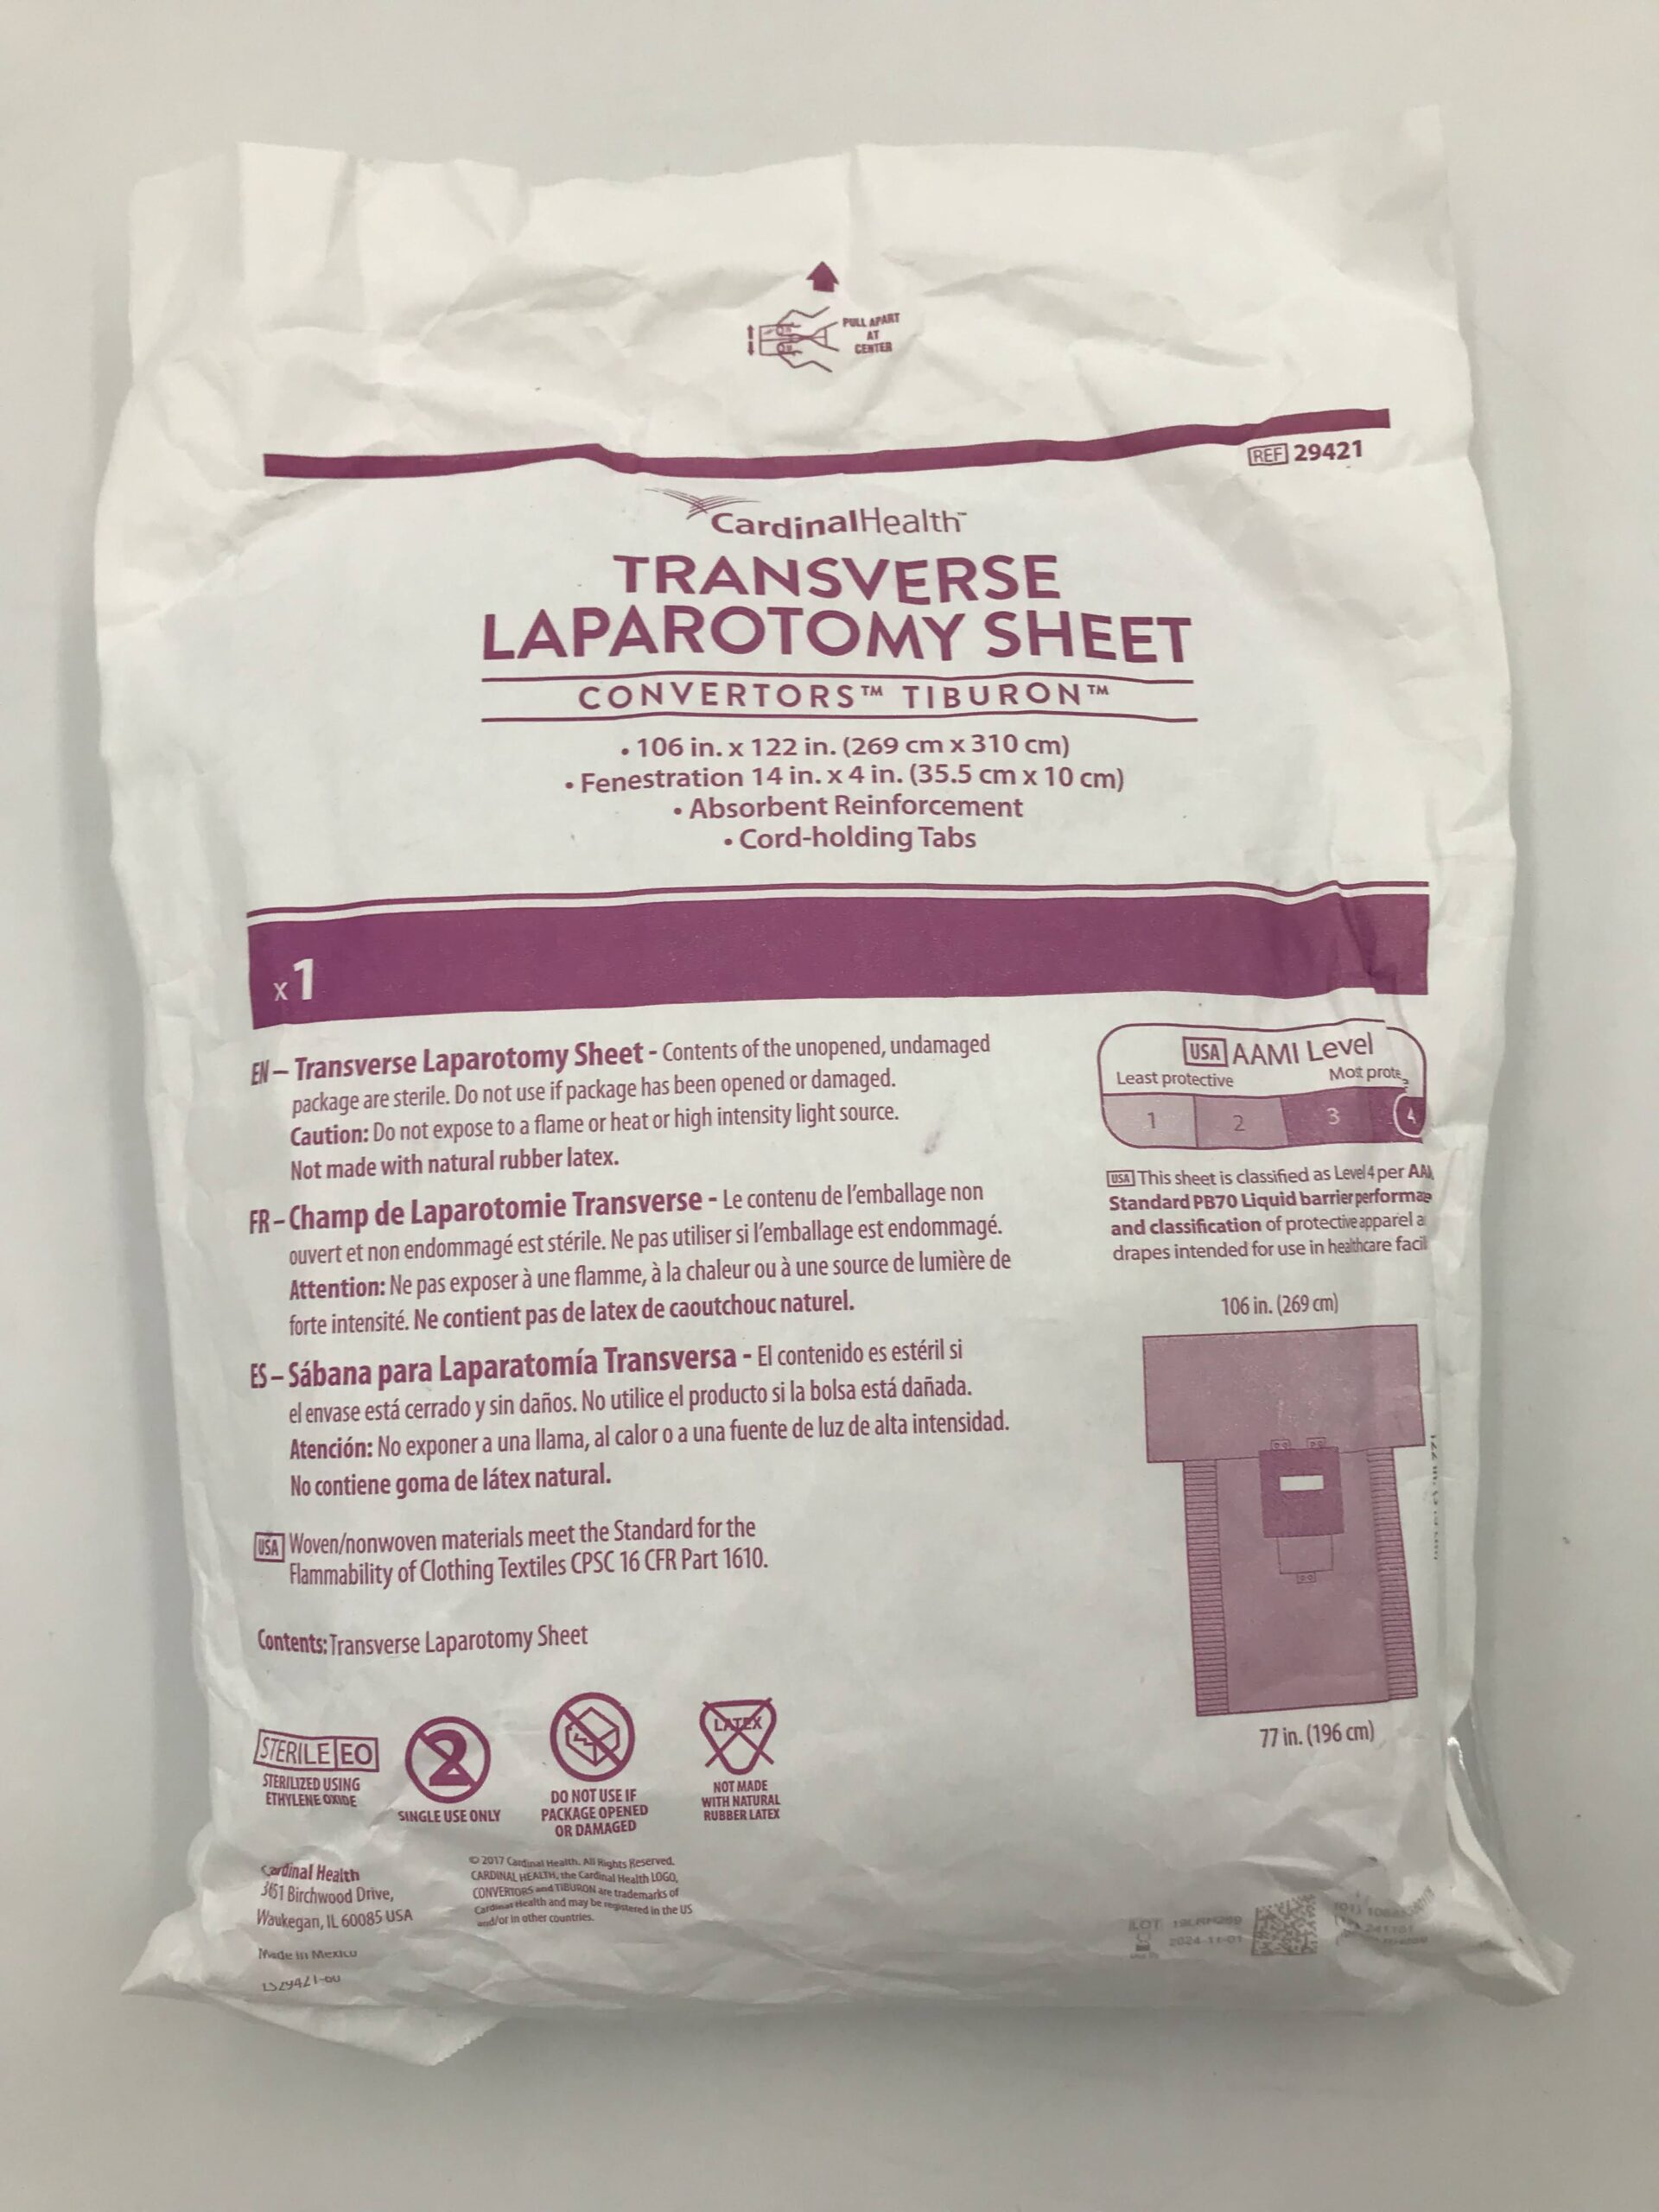 PULL APART
AT
CENTER
REF 29421
CardinalHealth™
TRANSVERSE
LAPAROTOMY SHEET
CONVERTORS™ TIBURON™
• 106 in. x 122 in. (269 cm x 310 cm)
• Fenestration 14 in. x 4 in. (35.5 cm x 10 cm)
• Absorbent Reinforcement
• Cord-holding Tabs
x 1
EN – Transverse Laparotomy Sheet - Contents of the unopened, undamaged
package are sterile. Do not use if package has been opened or damaged.
Caution: Do not expose to a flame or heat or high intensity light source.
Not made with natural rubber latex.
FR – Champ de Laparotomie Transverse - Le contenu de l'emballage non
ouvert et non endommagé est stérile. Ne pas utiliser si l'emballage est endommagé.
Attention: Ne pas exposer à une flamme, à la chaleur ou à une source de lumière de
forte intensité. Ne contient pas de latex de caoutchouc naturel.
ES – Sábana para Laparatomía Transversa - El contenido es estéril si
el envase está cerrado y sin daños. No utilice el producto si la bolsa está dañada.
Atención: No exponer a una llama, al calor o a una fuente de luz de alta intensidad.
No contiene goma de látex natural.
USA Woven/nonwoven materials meet the Standard for the
Flammability of Clothing Textiles CPSC 16 CFR Part 1610.
Contents: Transverse Laparotomy Sheet
USA AAMI Level
Least protective Most prote
1 2 3 4
USA This sheet is classified as Level 4 per AA
Standard PB70 Liquid barrier performa
and classification of protective apparel a
drapes intended for use in healthcare facil
106 in. (269 cm)
77 in. (196 cm)
STERILE EO
STERILIZED USING
ETHYLENE OXIDE
2
SINGLE USE ONLY
DO NOT USE IF
PACKAGE OPENED
OR DAMAGED
LATEX
NOT MADE
WITH NATURAL
RUBBER LATEX
Cardinal Health
3651 Birchwood Drive,
Waukegan, IL 60085 USA
Made in Mexico
© 2017 Cardinal Health. All Rights Reserved.
CARDINAL HEALTH, the Cardinal Health LOGO,
CONVERTORS and TIBURON are trademarks of
Cardinal Health and may be registered in the US
and/or in other countries.
LOT
2024-11-01